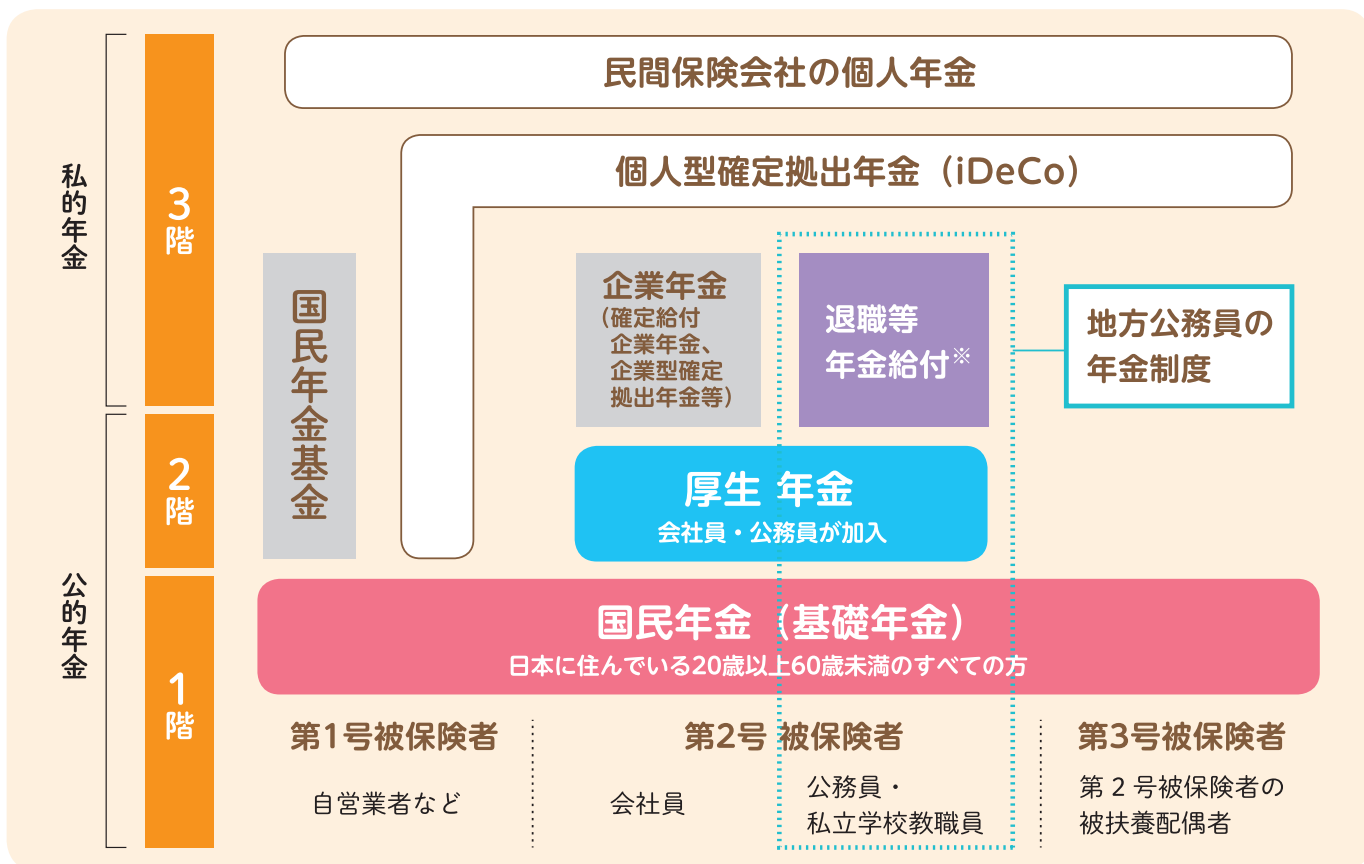 私的年金
3階
民間保険会社の個人年金
個人型確定拠出年金（iDeCo）
国民年金基金
企業年金
（確定給付
企業年金、
企業型確定
拠出年金等）
退職等
年金給付※
地方公務員の
年金制度
公的年金
2階
厚生 年金
会社員・公務員が加入
1階
国民年金（基礎年金）
日本に住んでいる20歳以上60歳未満のすべての方
第1号被保険者
自営業者など
第2号 被保険者
会社員
公務員・
私立学校教職員
第3号被保険者
第 2 号被保険者の
被扶養配偶者